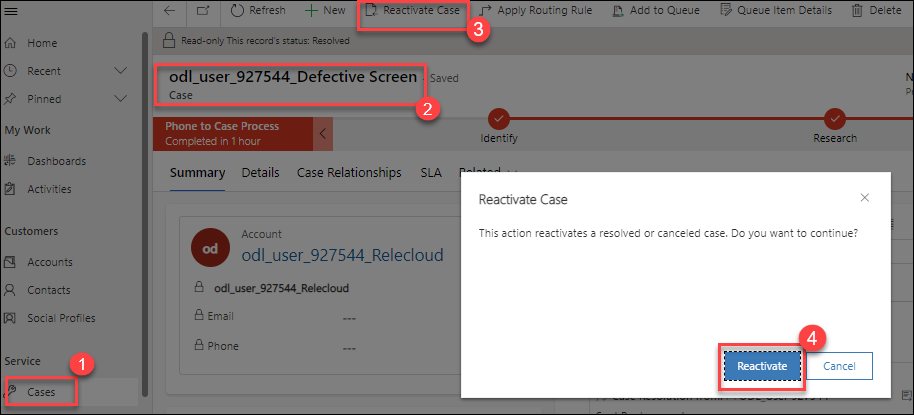 Refresh
New
Reactivate Case
Apply Routing Rule
Add to Queue
Queue Item Details
Delete
3
Home
Recent
Pinned
My Work
Dashboards
Activities
Customers
Accounts
Contacts
Social Profiles
Service
1
Cases
Read-only This record's status: Resolved
odl_user_927544_Defective Screen - Saved
Case
2
Phone to Case Process
Completed in 1 hour
Identify
Research
Summary
Details
Case Relationships
SLA
Related
od
Account
odl_user_927544_Relecloud
odl_user_927544_Relecloud
Email ---
Phone ---
Reactivate Case
This action reactivates a resolved or canceled case. Do you want to continue?
4
Reactivate
Cancel